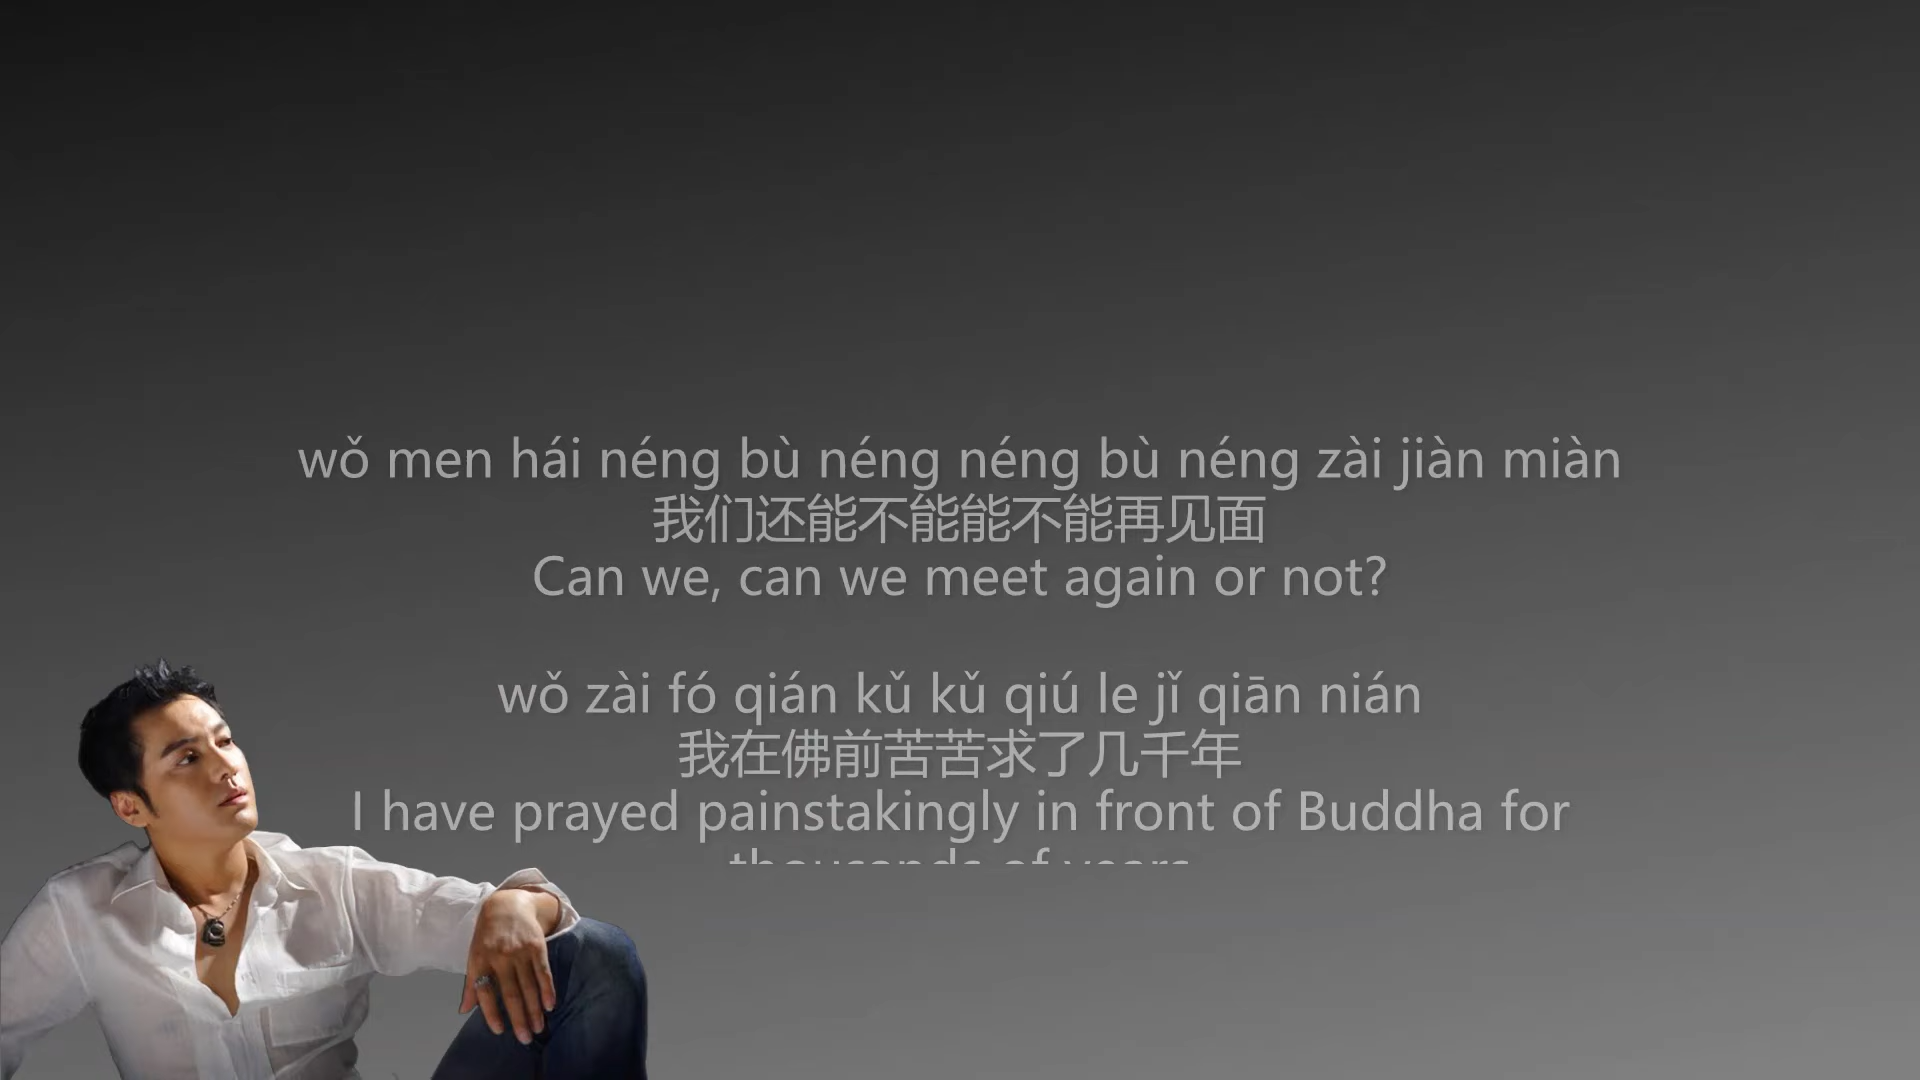 wǒ men hái néng bù néng néng bù néng zài jiàn miàn
我们还能不能能不能再见面
Can we, can we meet again or not?
wǒ zài fó qián kǔ kǔ qiú le jǐ qiān nián
我在佛前苦苦求了几千年
I have prayed painstakingly in front of Buddha for
thousands of years